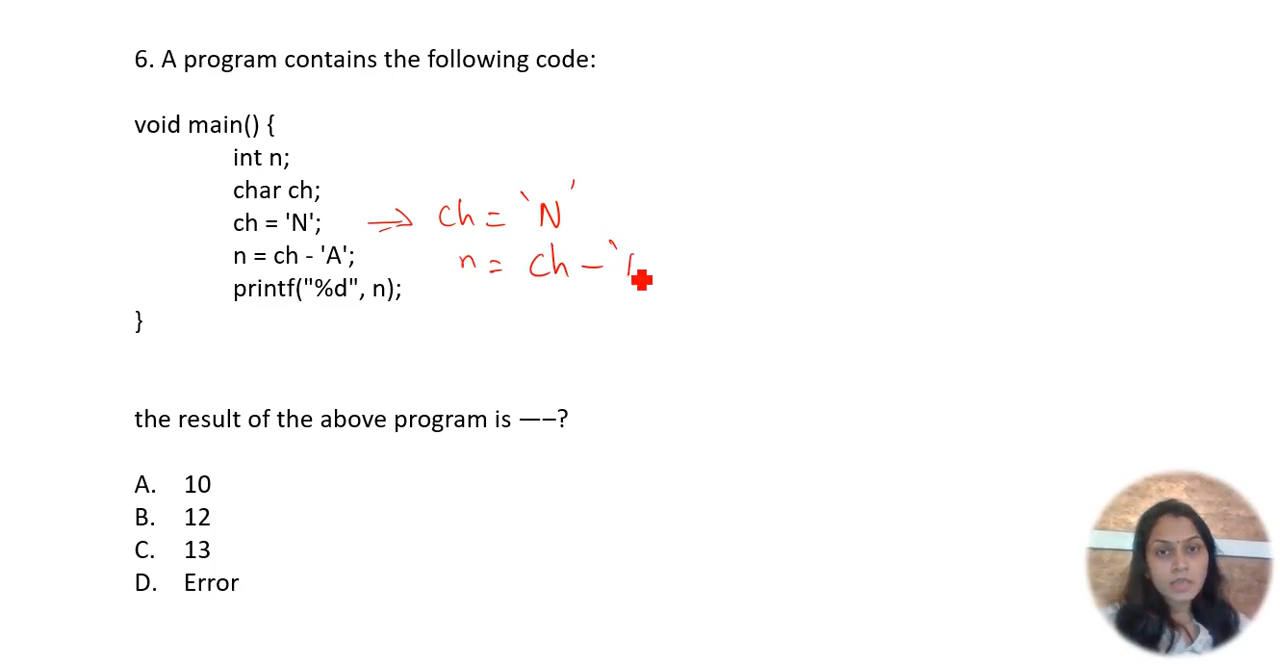 6. A program contains the following code:
void main() {
int n;
char ch;
ch = 'N'; ⇒ ch = 'N'
n = ch - 'A'; n = ch - '
printf("%d", n);
}
the result of the above program is —–?
A. 10
B. 12
C. 13
D. Error